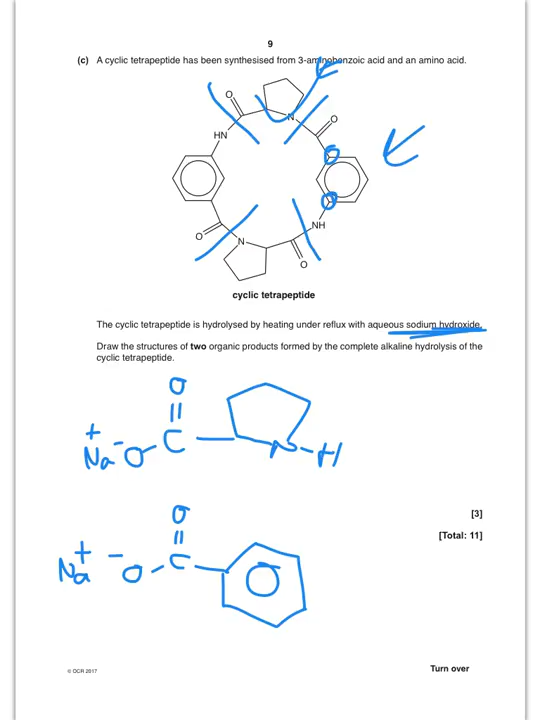 9
(c) A cyclic tetrapeptide has been synthesised from 3-aminobenzoic acid and an amino acid.
O
N
O
HN
O
N
NH
O
cyclic tetrapeptide
The cyclic tetrapeptide is hydrolysed by heating under reflux with aqueous sodium hydroxide.
Draw the structures of two organic products formed by the complete alkaline hydrolysis of the
cyclic tetrapeptide.
O
Na+ -O C N-H
[3]
O
[Total: 11]
Na+ -O C
© OCR 2017 Turn over